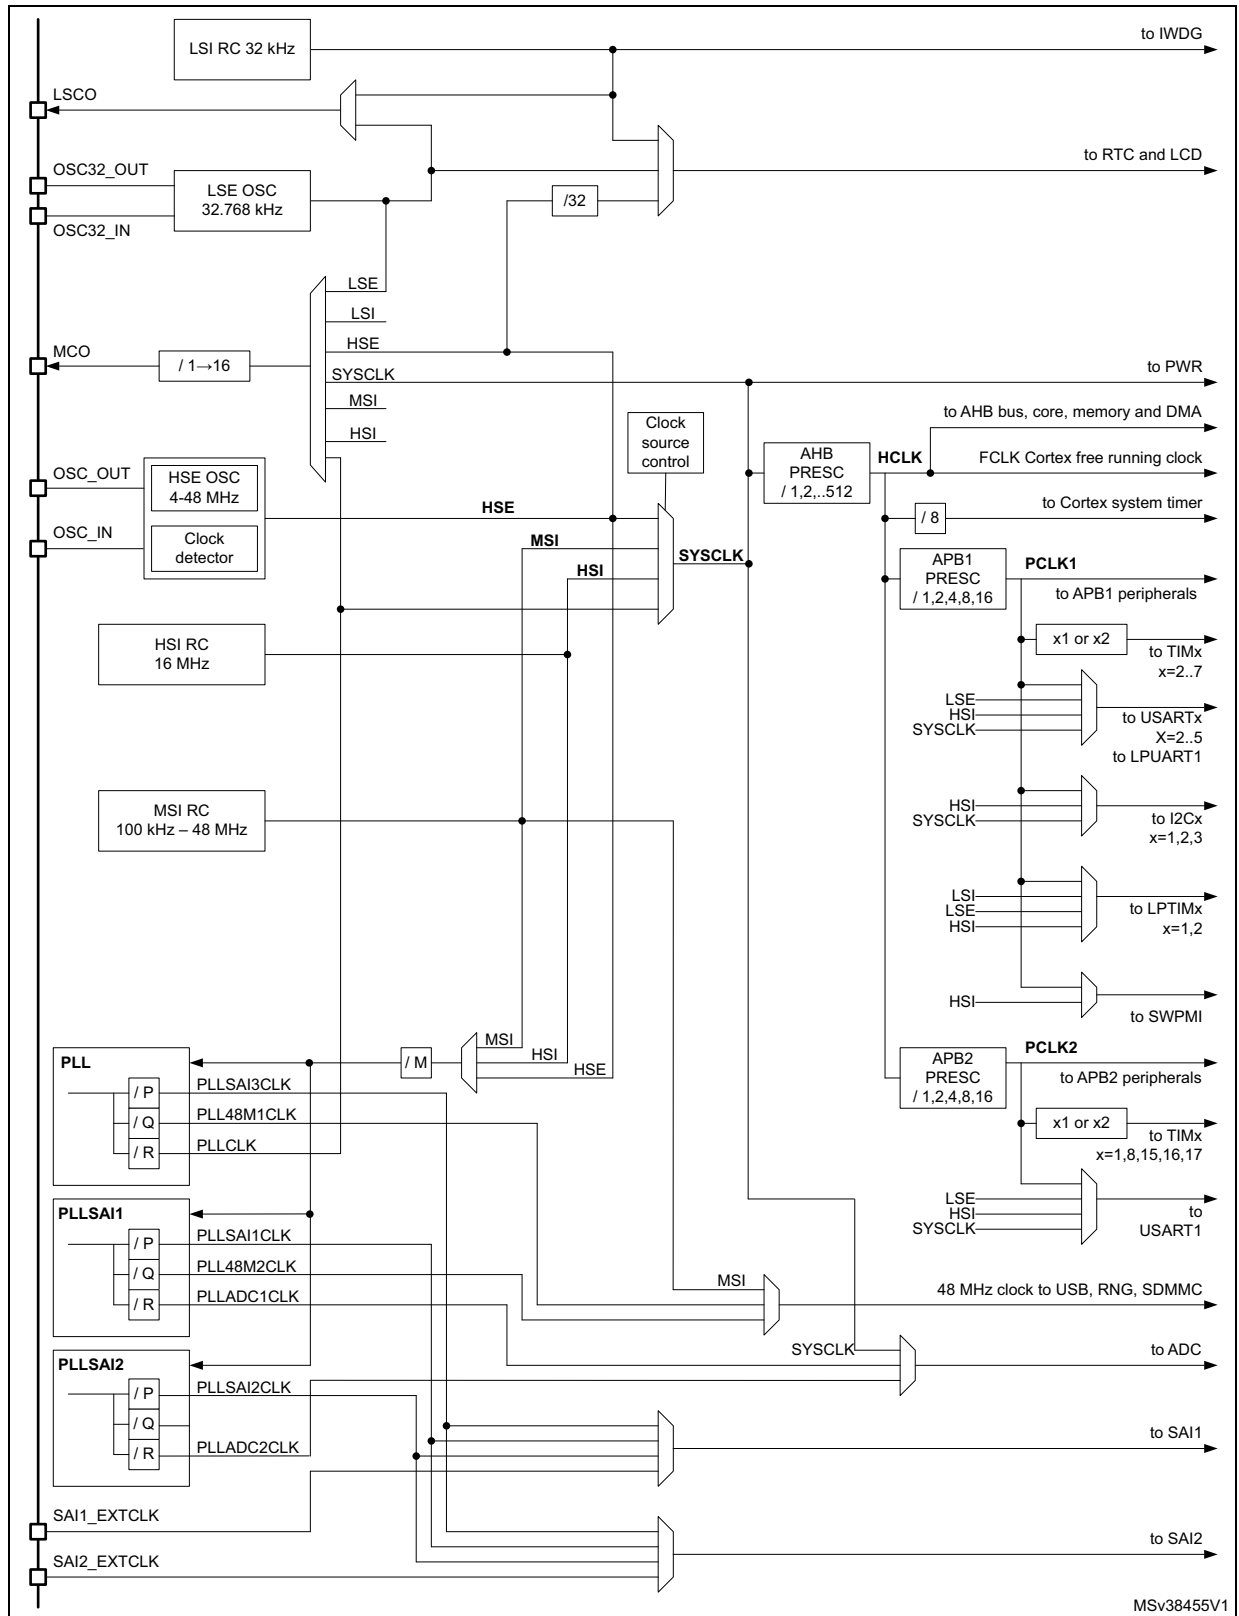 to IWDG
LSI RC 32 kHz
LSCO
to RTC and LCD
OSC32_OUT
LSE OSC
32.768 kHz
/32
OSC32_IN
LSE
LSI
HSE
MCO
/ 1→16
SYSCLK
to PWR
MSI
HSI
to AHB bus, core, memory and DMA
Clock
source
control
AHB
PRESC
/ 1,2,..512
HCLK
FCLK Cortex free running clock
OSC_OUT
HSE OSC
4-48 MHz
HSE
/ 8
to Cortex system timer
OSC_IN
Clock
detector
MSI
HSI
SYSCLK
APB1
PRESC
/ 1,2,4,8,16
PCLK1
to APB1 peripherals
HSI RC
16 MHz
x1 or x2
to TIMx
x=2..7
LSE
HSI
SYSCLK
to USARTx
X=2..5
to LPUART1
MSI RC
100 kHz – 48 MHz
HSI
SYSCLK
to I2Cx
x=1,2,3
LSI
LSE
HSI
to LPTIMx
x=1,2
HSI
to SWPMI
MSI
HSI
HSE
/ M
PLL
/ P
PLLSAI3CLK
/ Q
PLL48M1CLK
/ R
PLLCLK
APB2
PRESC
/ 1,2,4,8,16
PCLK2
to APB2 peripherals
x1 or x2
to TIMx
x=1,8,15,16,17
LSE
HSI
SYSCLK
to
USART1
PLLSAI1
/ P
PLLSAI1CLK
/ Q
PLL48M2CLK
/ R
PLLADC1CLK
MSI
48 MHz clock to USB, RNG, SDMMC
SYSCLK
to ADC
PLLSAI2
/ P
PLLSAI2CLK
/ Q
/ R
PLLADC2CLK
to SAI1
SAI1_EXTCLK
to SAI2
SAI2_EXTCLK
MSv38455V1